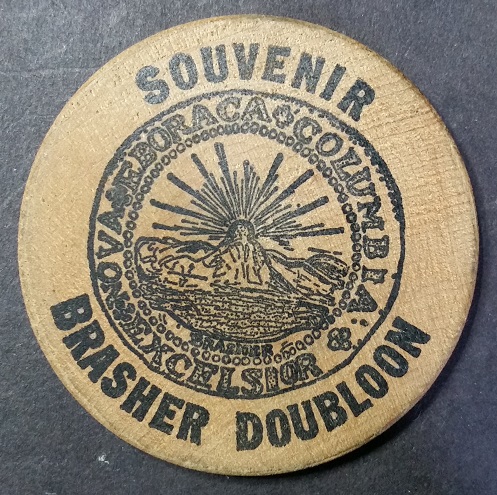 SOUVENIR
NOVA EBORACA COLUMBIA EXCELSIOR
BRASHER
BRASHER DOUBLOON